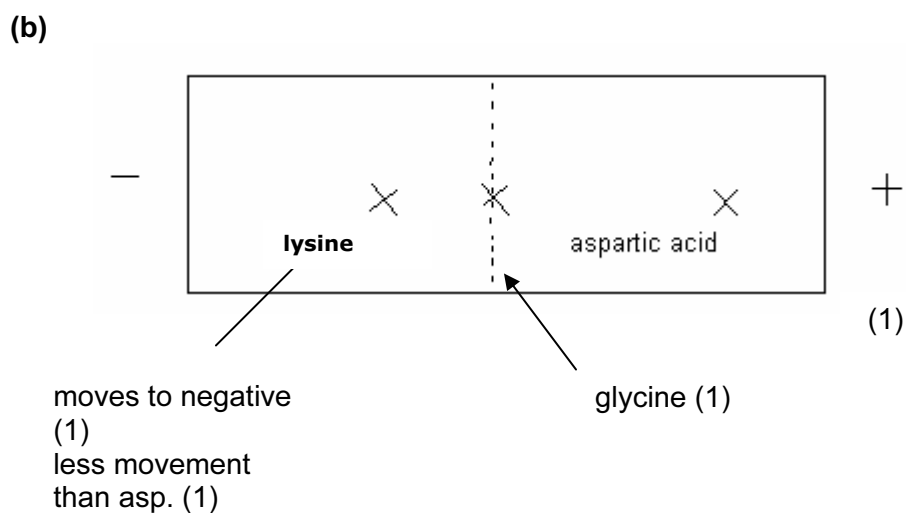 (b)
− +
lysine aspartic acid
(1)
moves to negative
(1)
less movement
than asp. (1)
glycine (1)